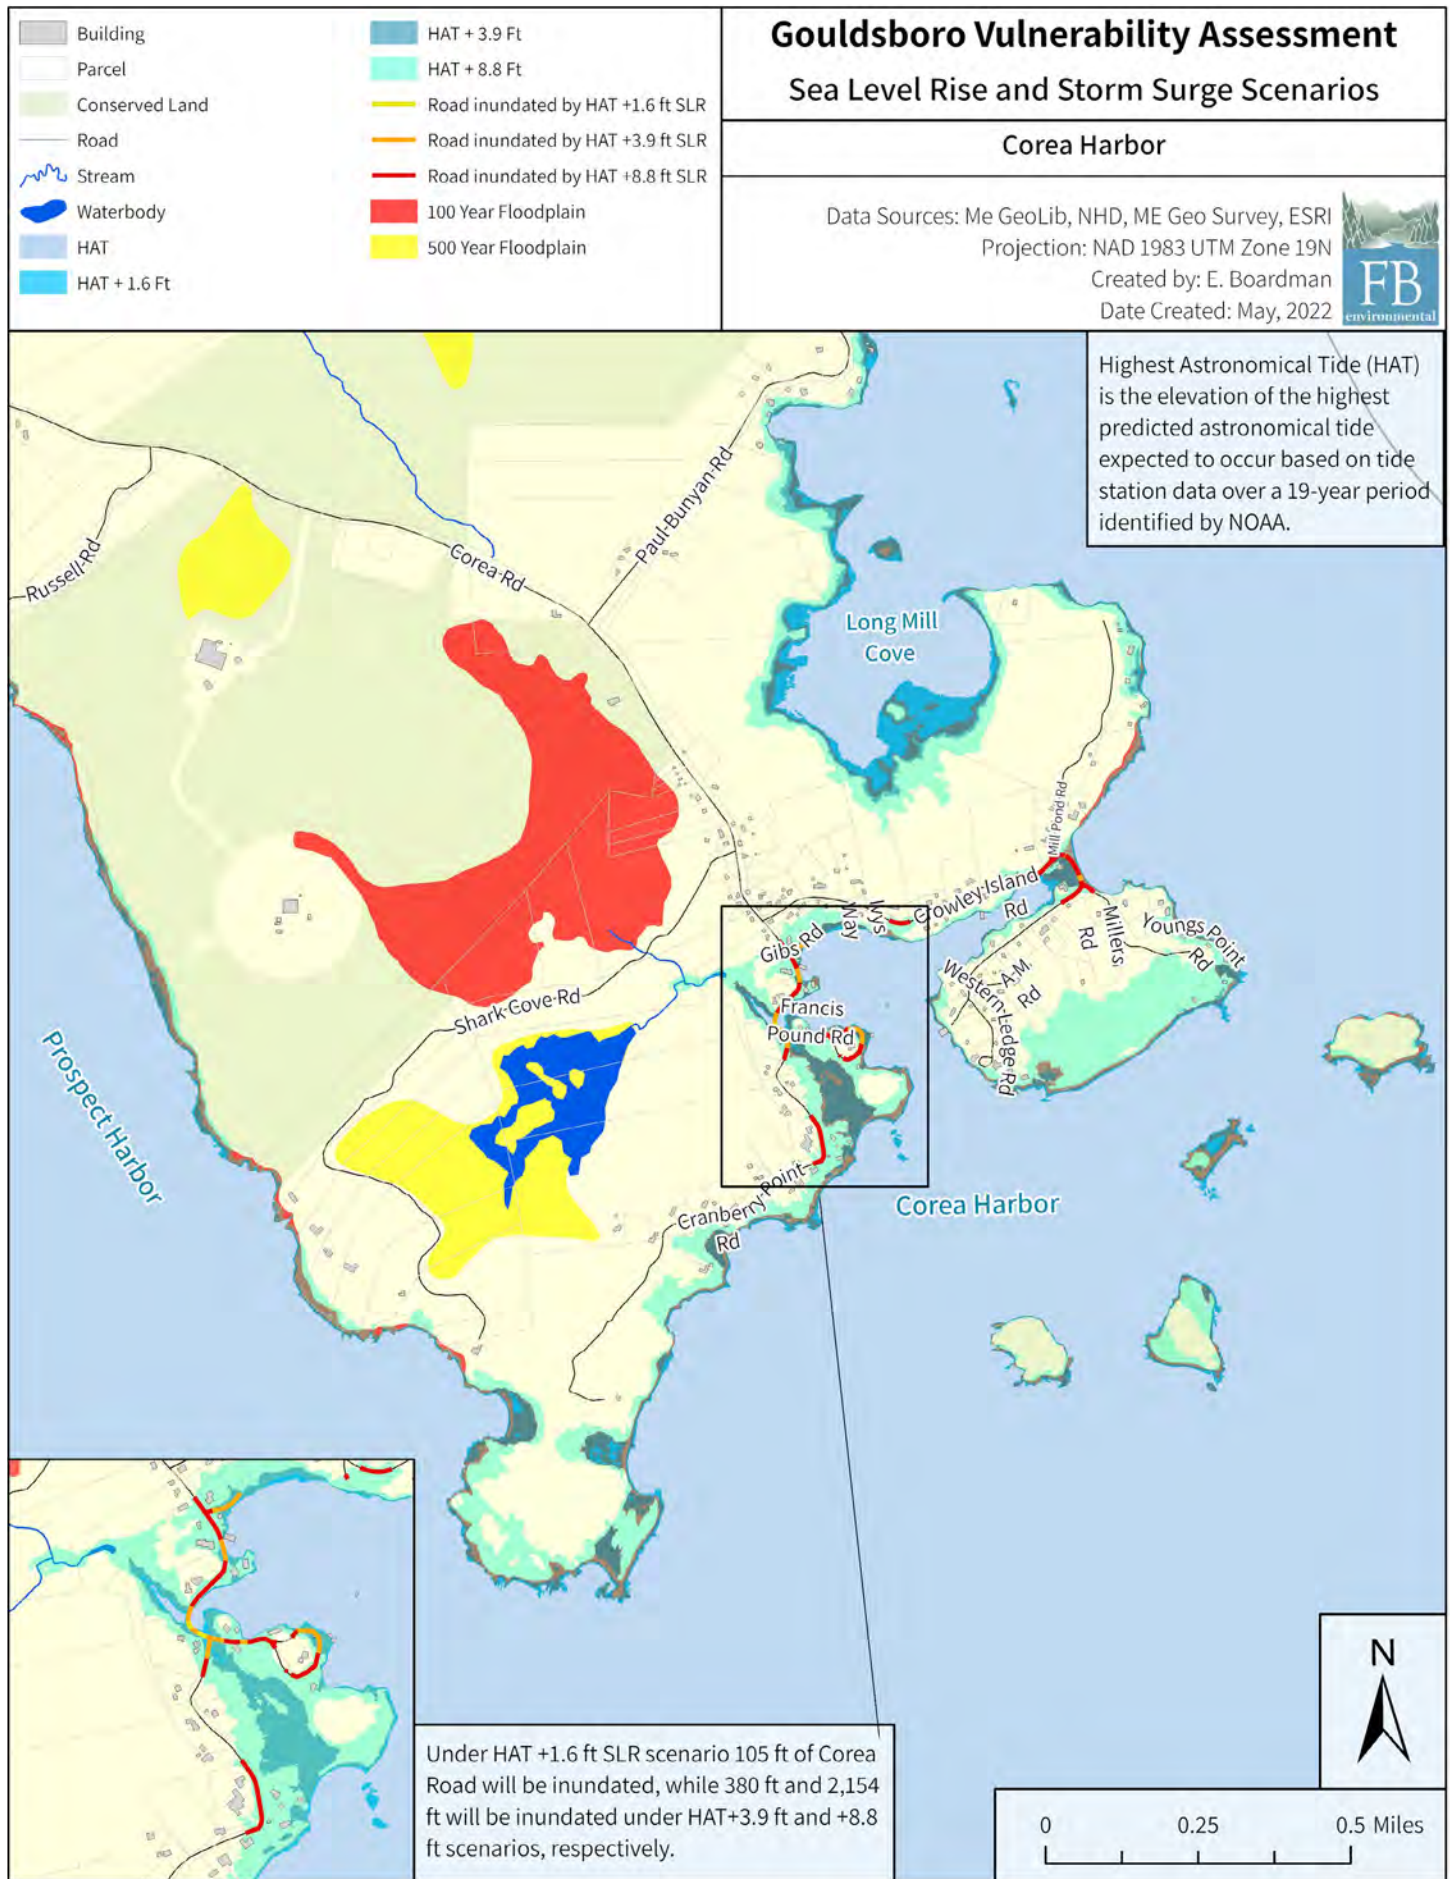 Building
Parcel
Conserved Land
Road
Stream
Waterbody
HAT
HAT + 1.6 Ft
HAT + 3.9 Ft
HAT + 8.8 Ft
Road inundated by HAT +1.6 ft SLR
Road inundated by HAT +3.9 ft SLR
Road inundated by HAT +8.8 ft SLR
100 Year Floodplain
500 Year Floodplain
Gouldsboro Vulnerability Assessment
Sea Level Rise and Storm Surge Scenarios
Corea Harbor
Data Sources: Me GeoLib, NHD, ME Geo Survey, ESRI
Projection: NAD 1983 UTM Zone 19N
Created by: E. Boardman
Date Created: May, 2022
FB
environmental
Highest Astronomical Tide (HAT)
is the elevation of the highest
predicted astronomical tide
expected to occur based on tide
station data over a 19-year period
identified by NOAA.
Paul Bunyan Rd
Corea Rd
Russell Rd
Long Mill
Cove
Mill Pond Rd
Crowley Island
Rd
Wys
Way
Gibs Rd
Millers
Rd
Youngs Point
Rd
A-M
Rd
Western Ledge Rd
Francis
Pound Rd
Shark Cove Rd
Prospect Harbor
Cranberry Point
Rd
Corea Harbor
Under HAT +1.6 ft SLR scenario 105 ft of Corea
Road will be inundated, while 380 ft and 2,154
ft will be inundated under HAT+3.9 ft and +8.8
ft scenarios, respectively.
N
0 0.25 0.5 Miles